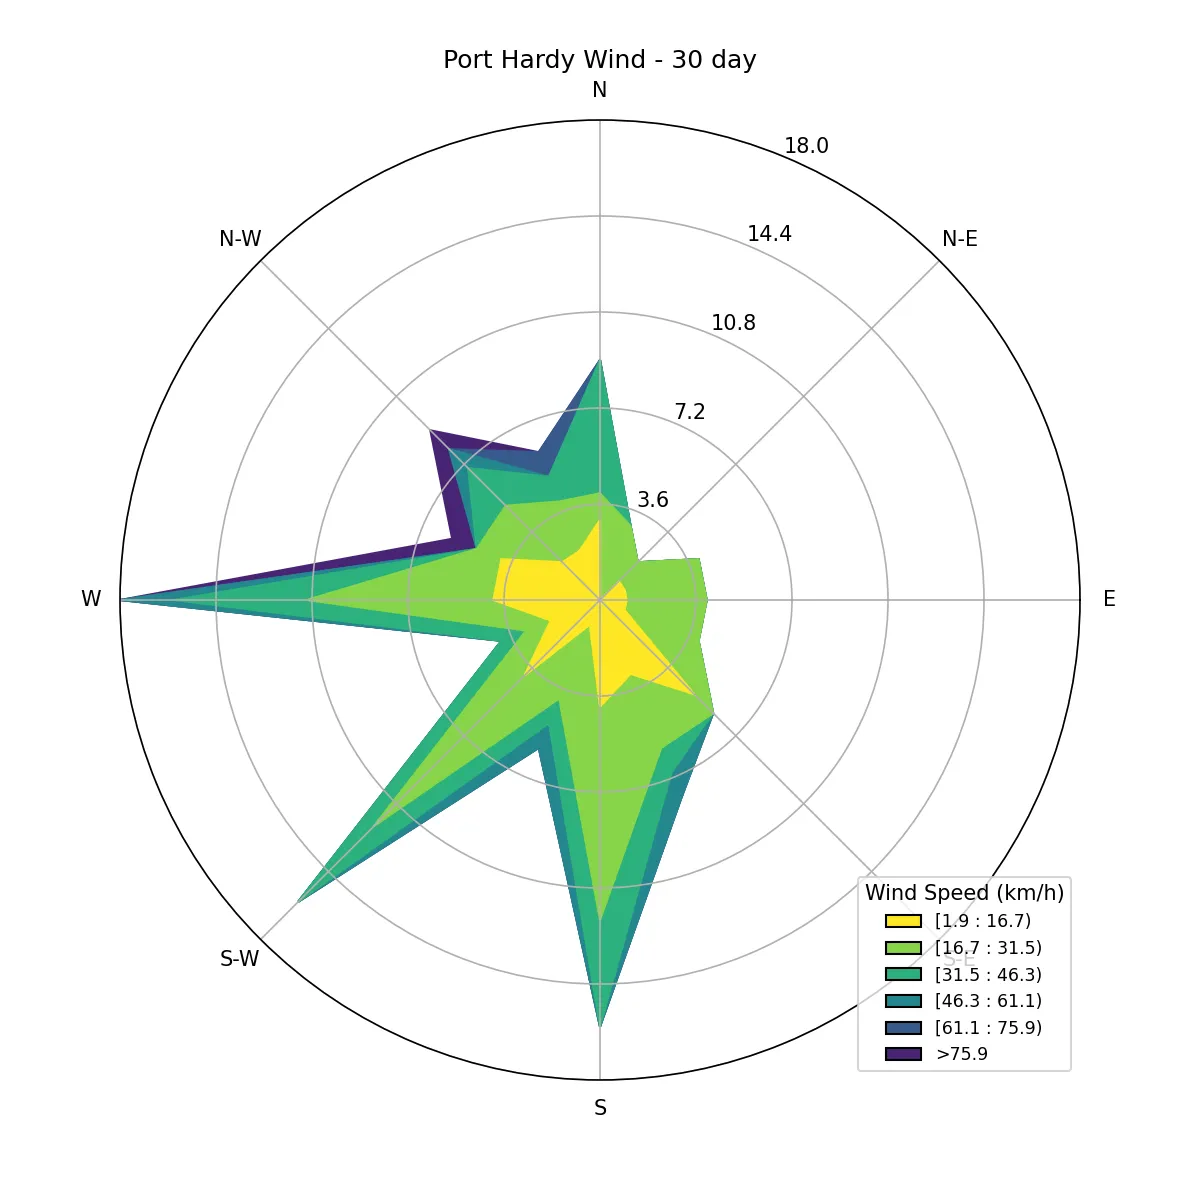 Port Hardy Wind - 30 day
N
18.0
N-W
14.4
N-E
10.8
7.2
3.6
W
E
S-W
S-E
S
Wind Speed (km/h)
[1.9 : 16.7)
[16.7 : 31.5)
[31.5 : 46.3)
[46.3 : 61.1)
[61.1 : 75.9)
>75.9